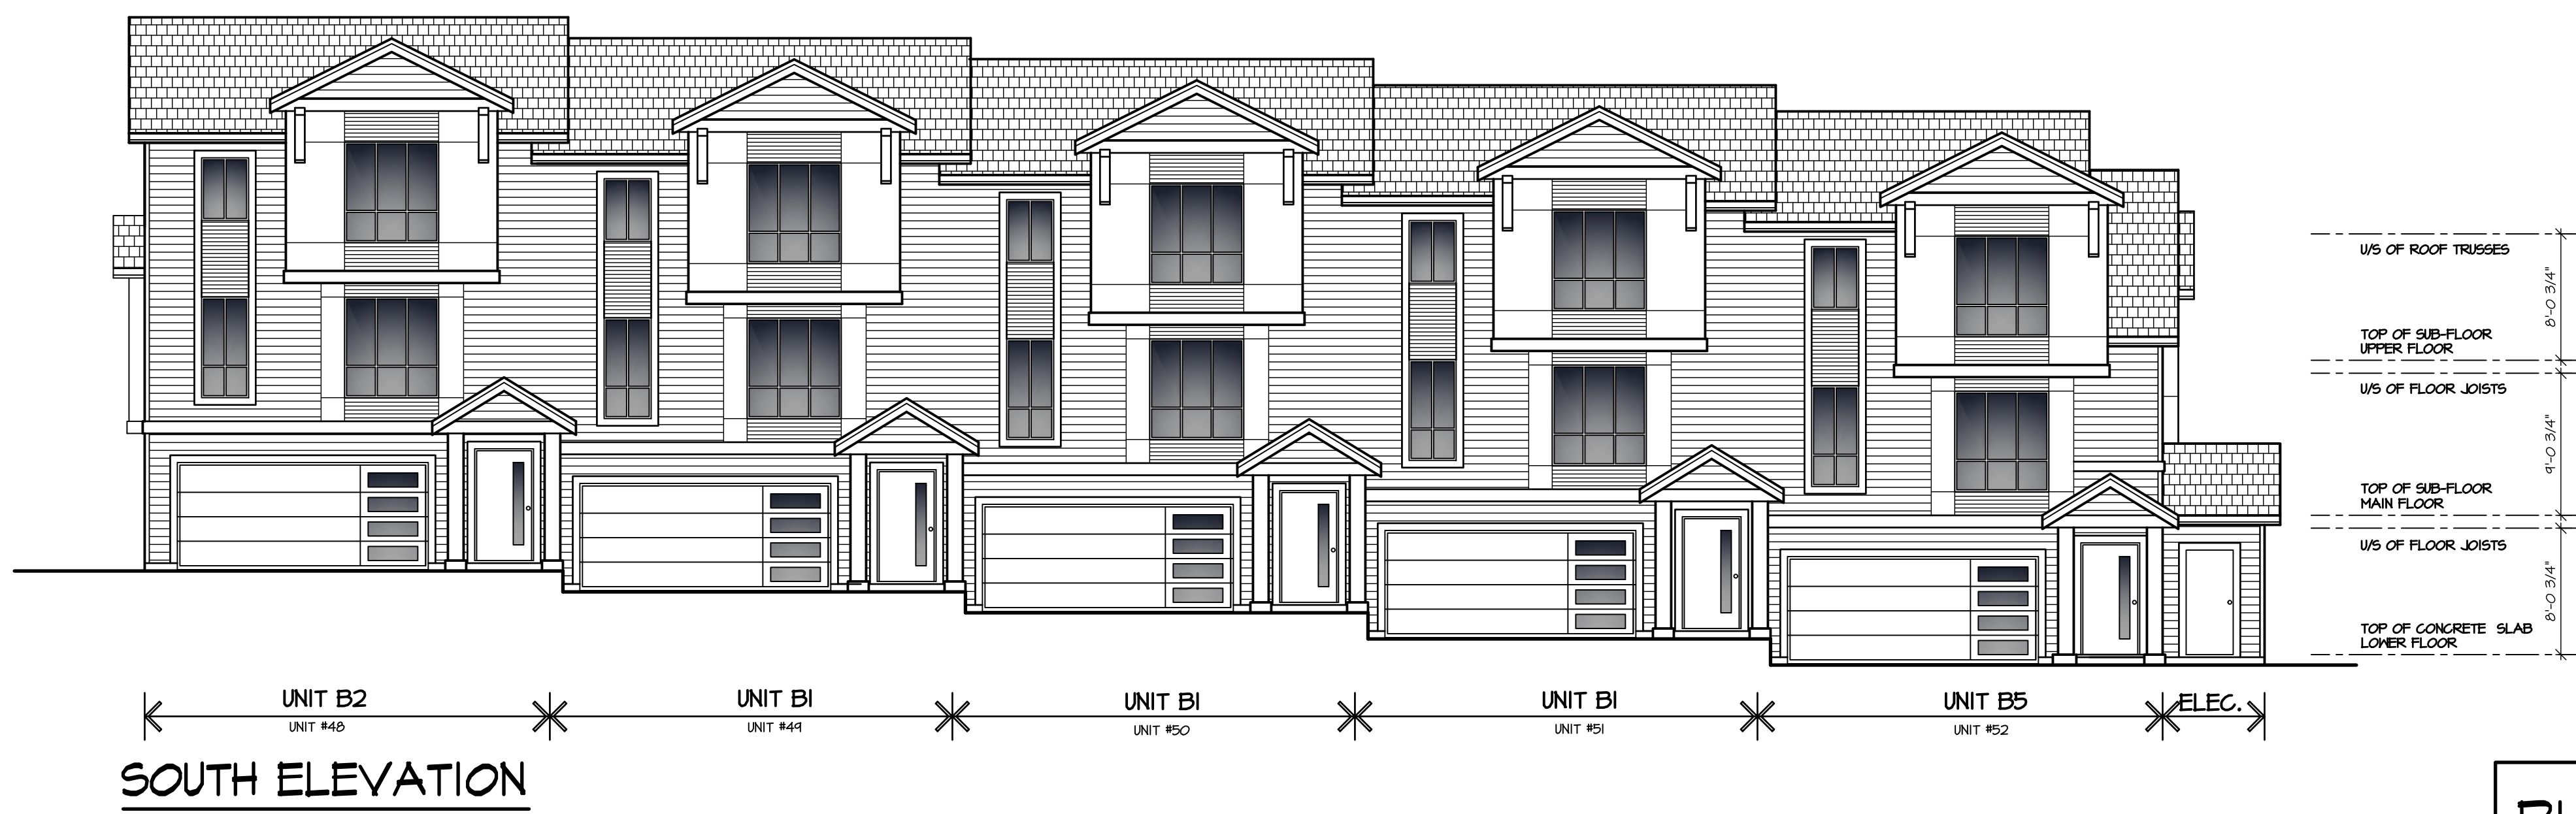 U/S OF ROOF TRUSSES
8'-0 3/4"
TOP OF SUB-FLOOR
UPPER FLOOR
U/S OF FLOOR JOISTS
9'-0 3/4"
TOP OF SUB-FLOOR
MAIN FLOOR
U/S OF FLOOR JOISTS
8'-0 3/4"
TOP OF CONCRETE SLAB
LOWER FLOOR
UNIT B2
UNIT #48
UNIT B1
UNIT #49
UNIT B1
UNIT #50
UNIT B1
UNIT #51
UNIT B5
UNIT #52
ELEC.
SOUTH ELEVATION